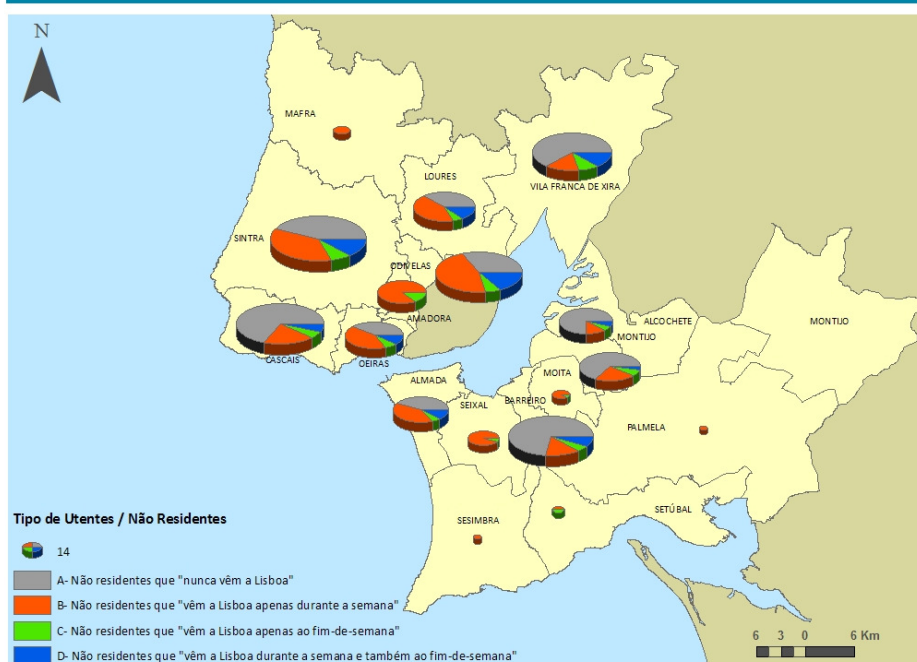 N
MAFRA
LOURES
VILA FRANCA DE XIRA
SINTRA
ODIVELAS
AMADORA
CASCAIS
OEIRAS
ALCOCHETE
MONTIJO
MONTIJO
ALMADA
MOITA
SEIXAL
BARREIRO
PALMELA
SESIMBRA
SETÚBAL
Tipo de Utentes / Não Residentes
14
A- Não residentes que "nunca vêm a Lisboa"
B- Não residentes que "vêm a Lisboa apenas durante a semana"
C- Não residentes que "vêm a Lisboa apenas ao fim-de-semana"
D- Não residentes que "vêm a Lisboa durante a semana e também ao fim-de-semana"
6 3 0 6 Km